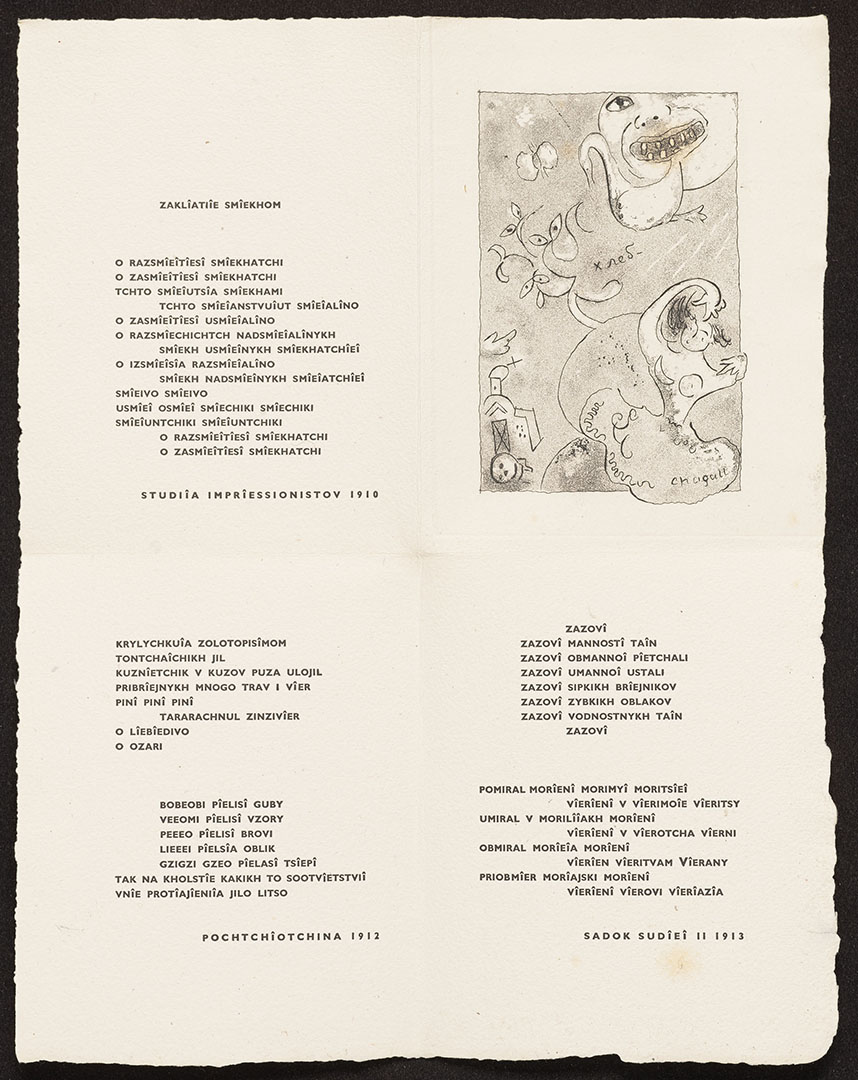 ZAKLÎATIÎE SMÎEKHOM
O RAZSMÎEÎTÎESÎ SMÎEKHATCHI
O ZASMÎEÎTÎESÎ SMÎEKHATCHI
TCHTO SMÎEÎUTSÎA SMÎEKHAMI
TCHTO SMÎEÎANSTVUÎUT SMÎEÎALÎNO
O ZASMÎEÎTÎESÎ USMÎEÎALÎNO
O RAZSMÎECHICHTCH NADSMÎEÎALÎNYKH
SMÎEKH USMÎEÎNYKH SMÎEKHATCHÎEÎ
O IZSMÎEÎSÎA RAZSMÎEÎALÎNO
SMÎEKH NADSMÎEÎNYKH SMÎEÎATCHÎEÎ
SMÎEIVO SMÎEIVO
USMÎEÎ OSMÎEÎ SMÎECHIKI SMÎECHIKI
SMÎEÎUNTCHIKI SMÎEÎUNTCHIKI
O RAZSMÎEÎTÎESÎ SMÎEKHATCHI
O ZASMÎEÎTÎESÎ SMÎEKHATCHI
STUDIÎA IMPRÎESSIONISTOV 1910
хлеб-
Chagall
KRYLYCHKUÎA ZOLOTOPISÎMOM
TONTCHAÎCHIKH JIL
KUZNÎETCHIK V KUZOV PUZA ULOJIL
PRIBRÎEJNYKH MNOGO TRAV I VÎER
PINÎ PINÎ PINÎ
TARARACHNUL ZINZIVÎER
O LÎEBÎEDIVO
O OZARI
BOBEOBI PÎELISÎ GUBY
VEEOMI PÎELISÎ VZORY
PEEEO PÎELISÎ BROVI
LIEEEI PÎELSÎA OBLIK
GZIGZI GZEO PÎELASÎ TSÎEPÎ
TAK NA KHOLSTÎE KAKIKH TO SOOTVÎETSTVIÎ
VNÎE PROTÎAJÎENIÎA JILO LITSO
POCHTCHÎOTCHINA 1912
ZAZOVÎ
ZAZOVÎ MANNOSTÎ TAÎN
ZAZOVÎ OBMANNOÎ PÎETCHALI
ZAZOVÎ UMANNOÎ USTALI
ZAZOVÎ SIPKIKH BRÎEJNIKOV
ZAZOVÎ ZYBKIKH OBLAKOV
ZAZOVÎ VODNOSTNYKH TAÎN
ZAZOVÎ
POMIRAL MORÎENÎ MORIMYÎ MORITSÎEÎ
VÎERÎENÎ V VÎERIMOÎE VÎERITSY
UMIRAL V MORILÎÎAKH MORÎENÎ
VÎERÎENÎ V VÎEROTCHA VÎERNI
OBMIRAL MORÎEÎA MORÎENÎ
VÎERÎEN VÎERITVAM VÎERANY
PRIOBMÎER MORÎAJSKI MORÎENÎ
VÎERÎENÎ VÎEROVI VÎERÎAZÎA
SADOK SUDÎEÎ II 1913